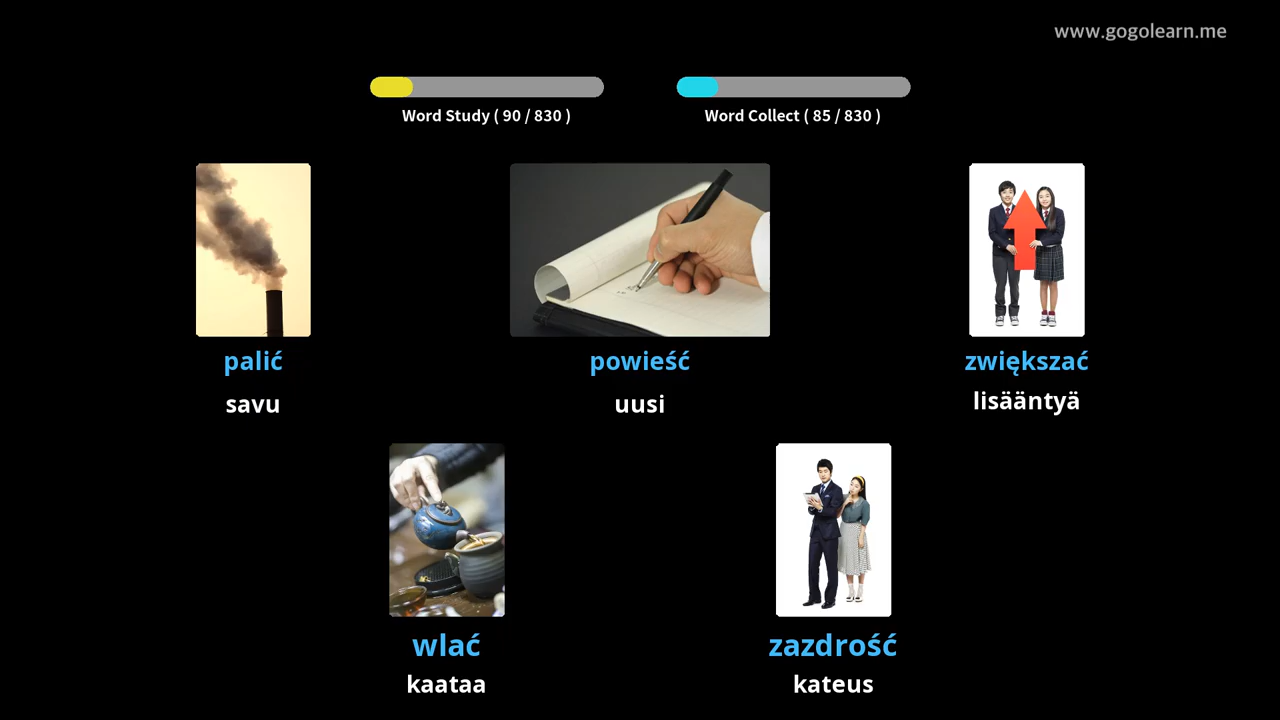 www.gogolearn.me
Word Study ( 90 / 830 )
Word Collect ( 85 / 830 )
palić
savu
powieść
uusi
zwiększać
lisääntyä
wlać
kaataa
zazdrość
kateus